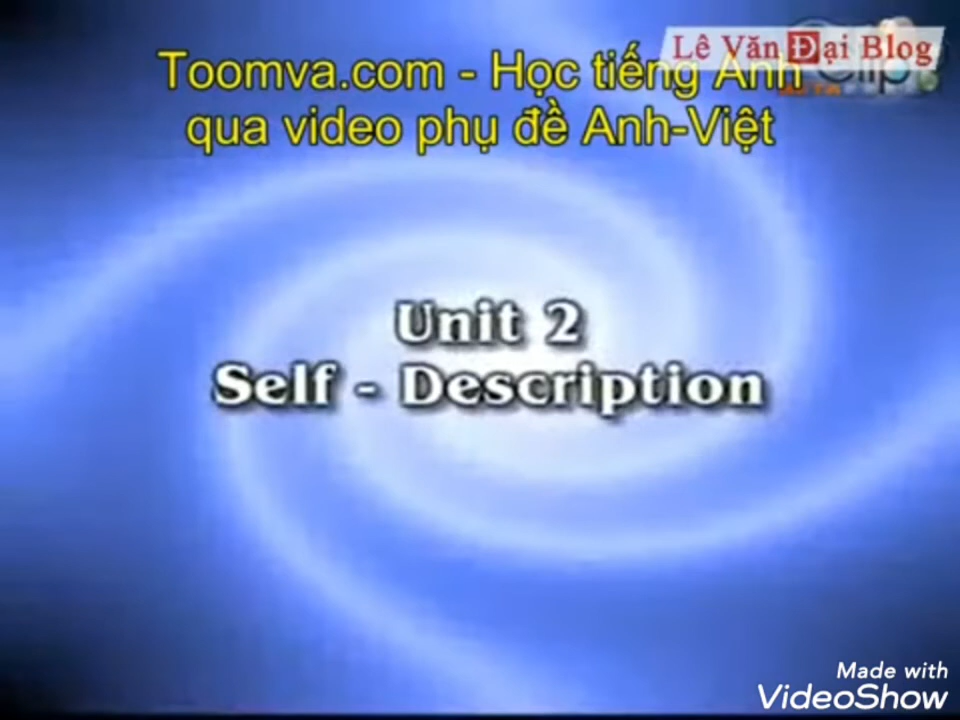 Lê Văn Đại Blog
Toomva.com - Học tiếng Anh
Clip
qua video phụ đề Anh-Việt
Unit 2
Self - Description
Made with
VideoShow